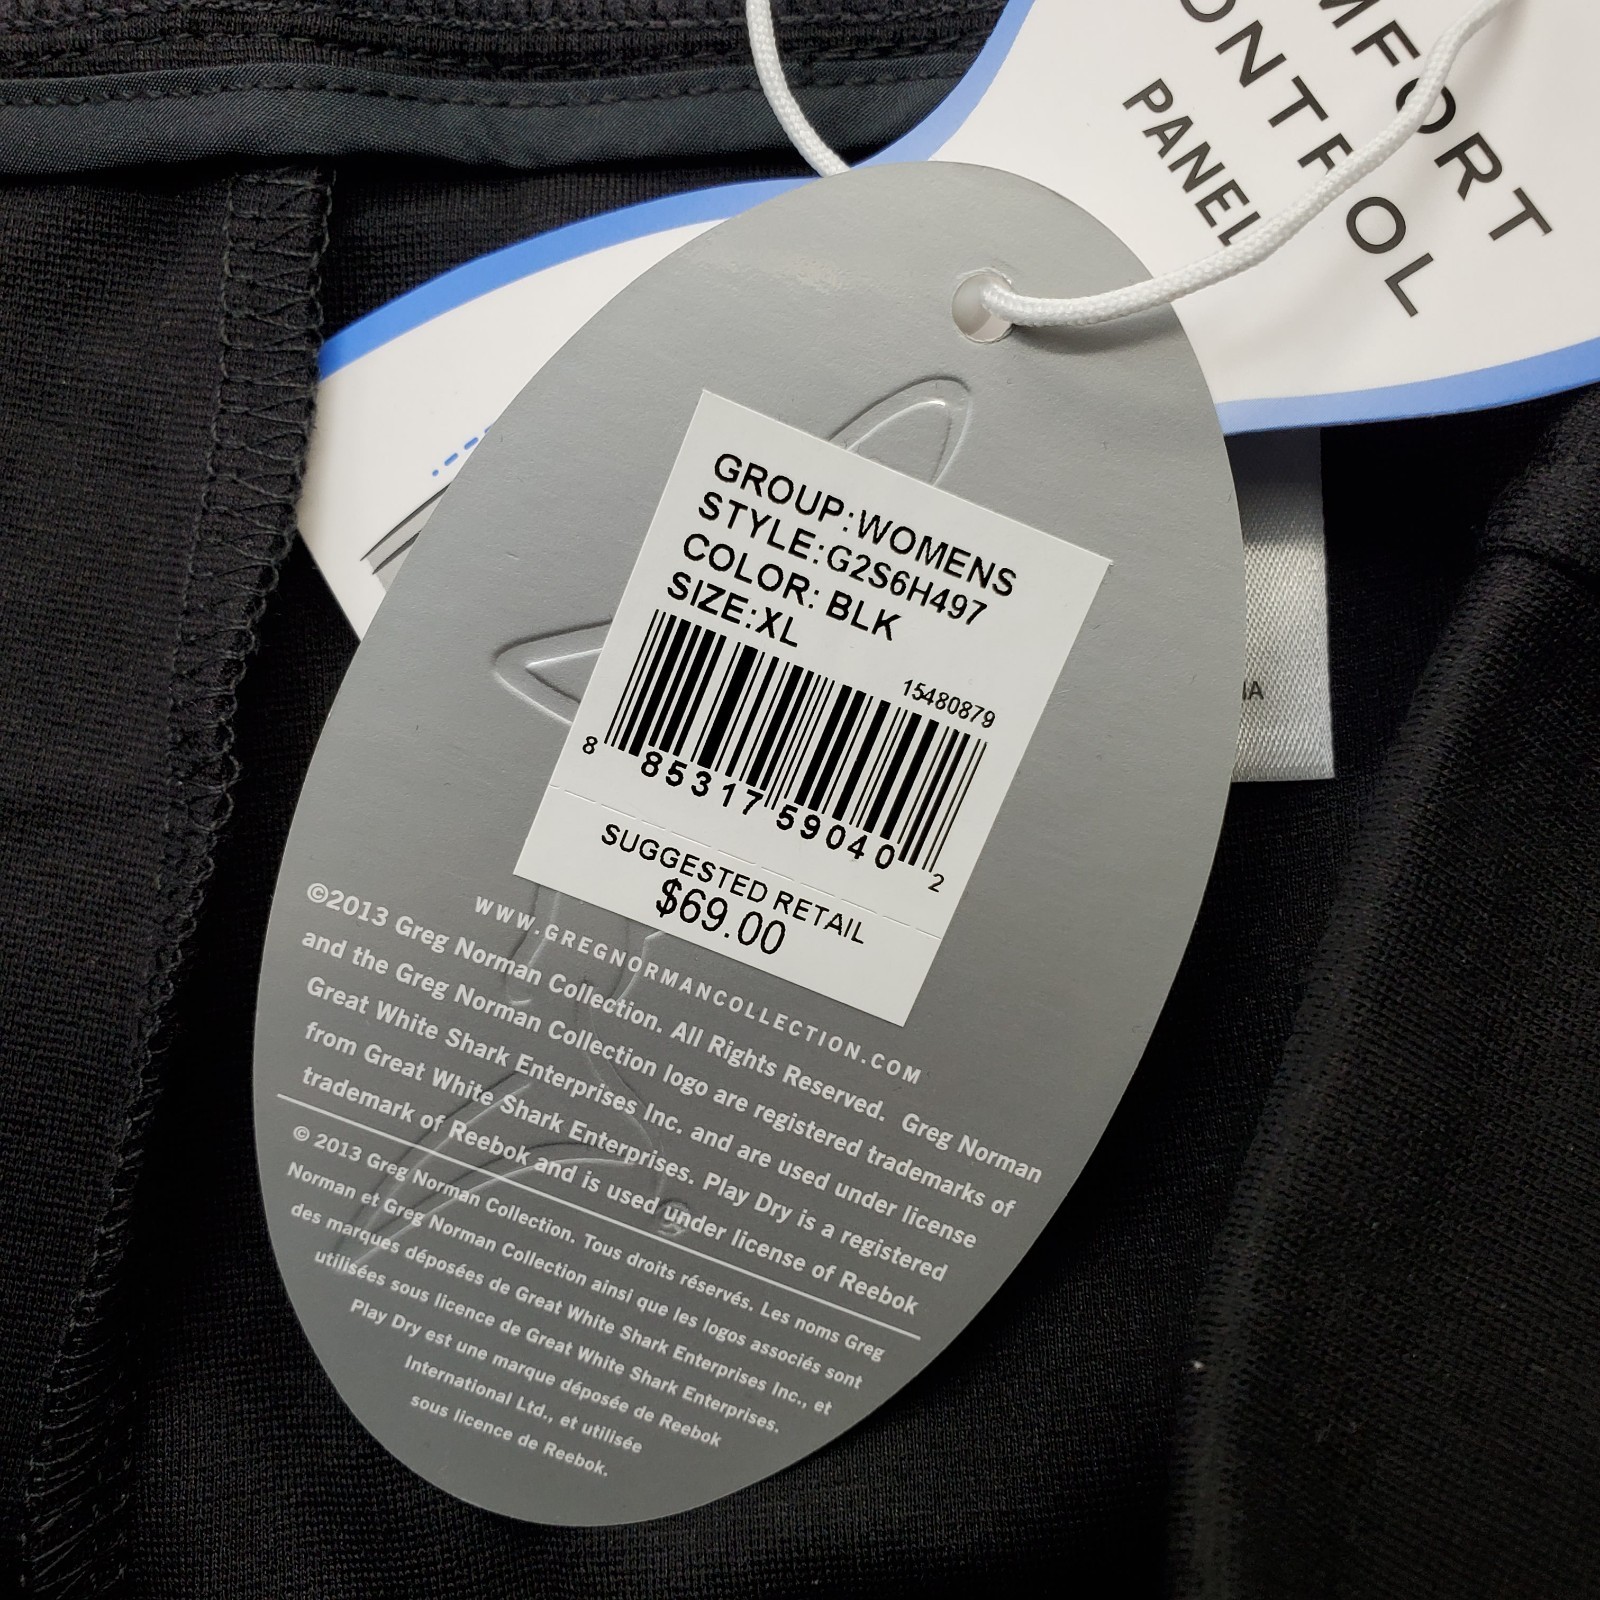 ORT
CONTROL
PANEL
GROUP:WOMENS
STYLE:G2S6H497
COLOR: BLK
SIZE:XL
15480879
8 85317 59040 2
SUGGESTED RETAIL
$69.00
WWW.GREGNORMANCOLLECTION.COM
©2013 Greg Norman Collection. All Rights Reserved. Greg Norman
and the Greg Norman Collection logo are registered trademarks of
Great White Shark Enterprises Inc. and are used under license
from Great White Shark Enterprises. Play Dry is a registered
trademark of Reebok and is used under license of Reebok
© 2013 Greg Norman Collection. Tous droits réservés. Les noms Greg
Norman et Greg Norman Collection ainsi que les logos associés sont
des marques déposées de Great White Shark Enterprises Inc., et
utilisées sous licence de Great White Shark Enterprises.
Play Dry est une marque déposée de Reebok
International Ltd., et utilisée
sous licence de Reebok.